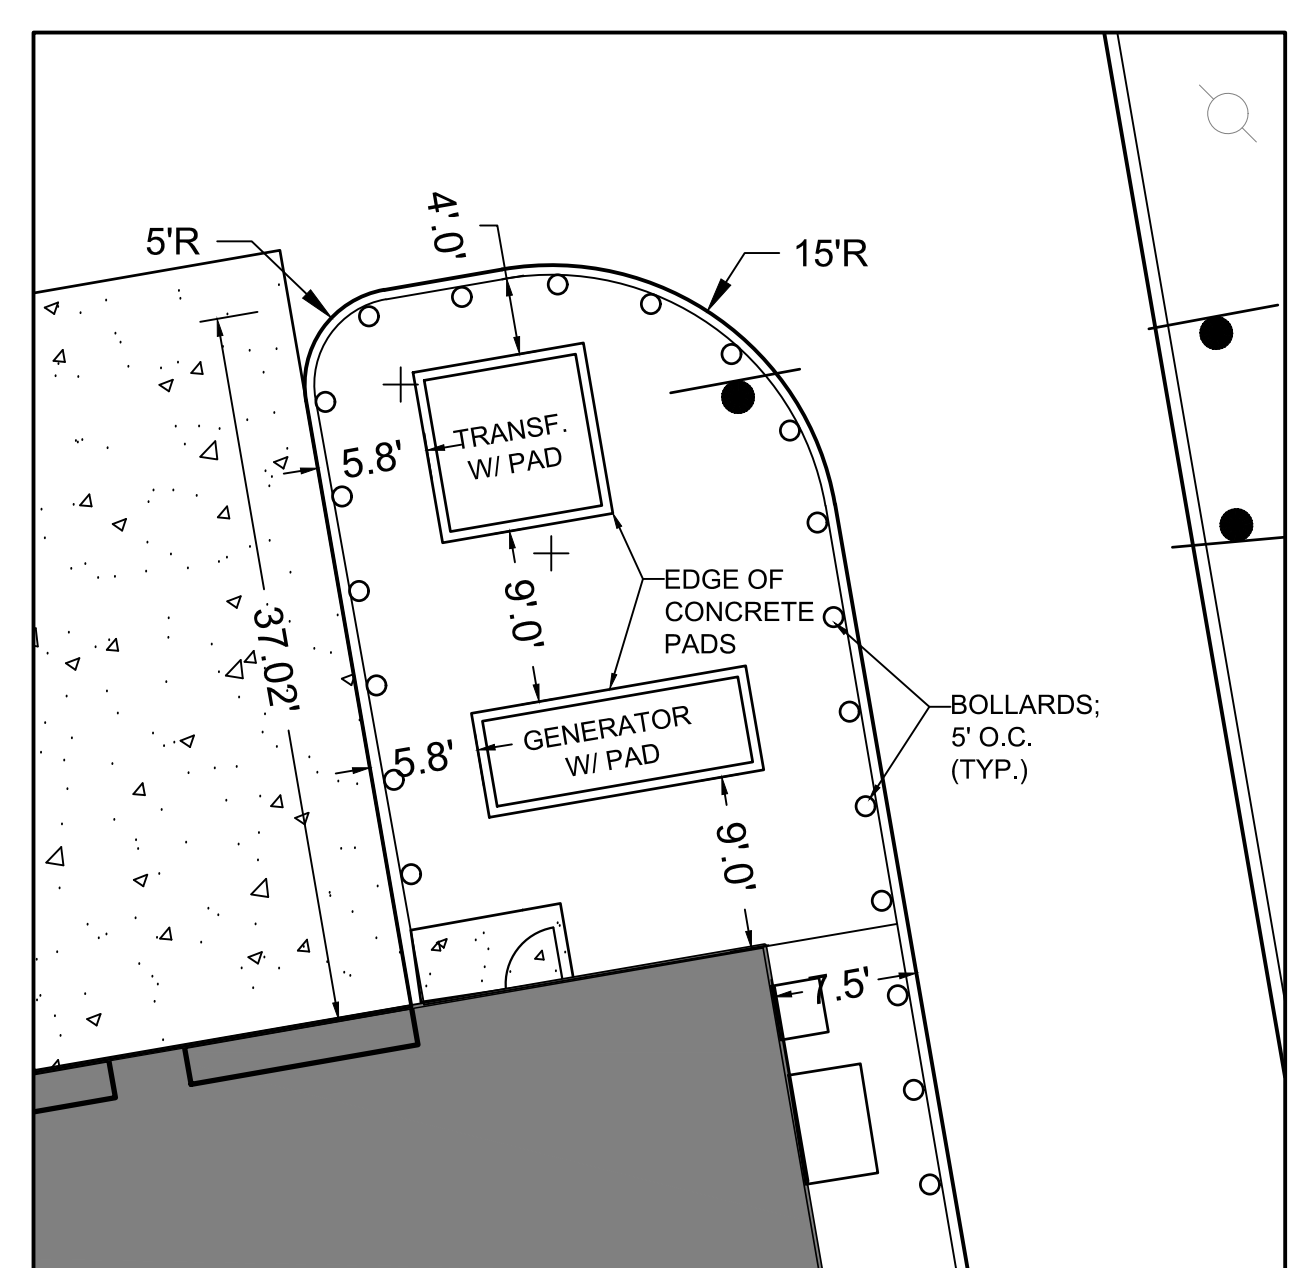 4'.0'
5'R
15'R
TRANSF.
W/ PAD
5.8'
EDGE OF
CONCRETE
PADS
9'.0'
37.02'
GENERATOR
W/ PAD
5.8'
BOLLARDS;
5' O.C.
(TYP.)
9'.0'
7.5'